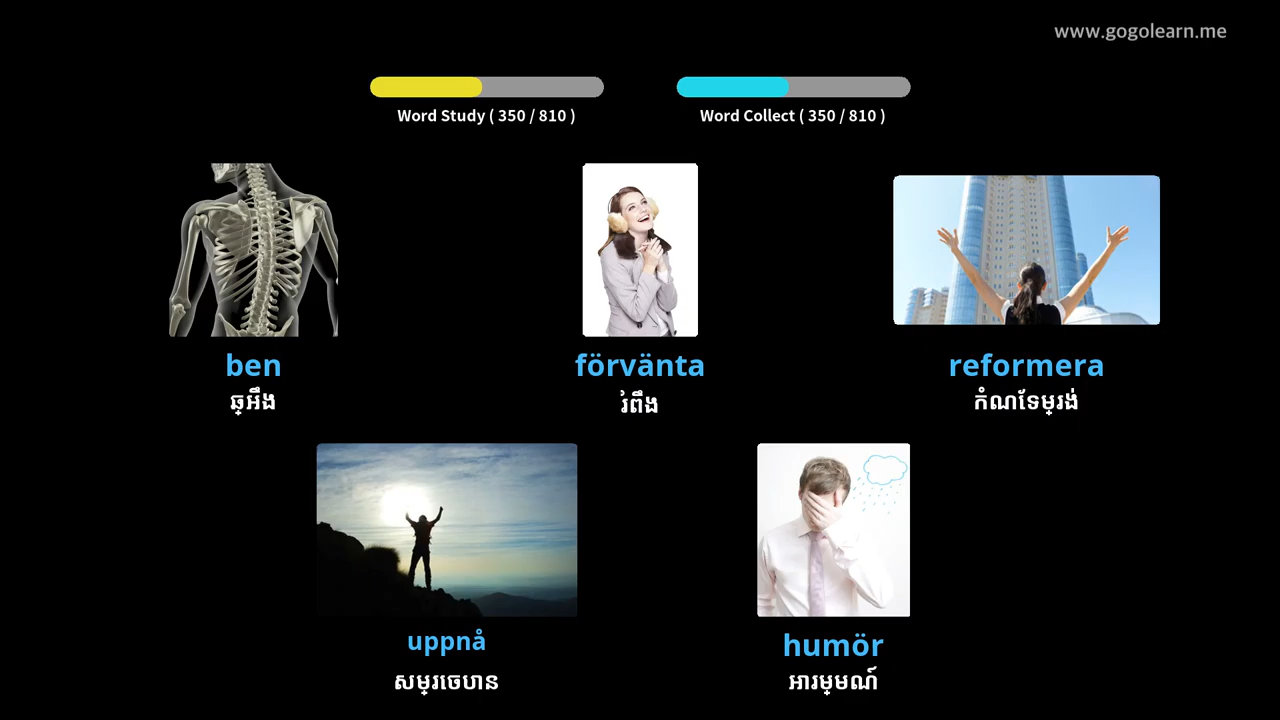 www.gogolearn.me
Word Study ( 350 / 810 )
Word Collect ( 350 / 810 )
ben
ឆ្អឹង
förvänta
រំពឹង
reformera
កំណែទម្រង់
uppnå
សម្រេចបាន
humör
អារម្មណ៍